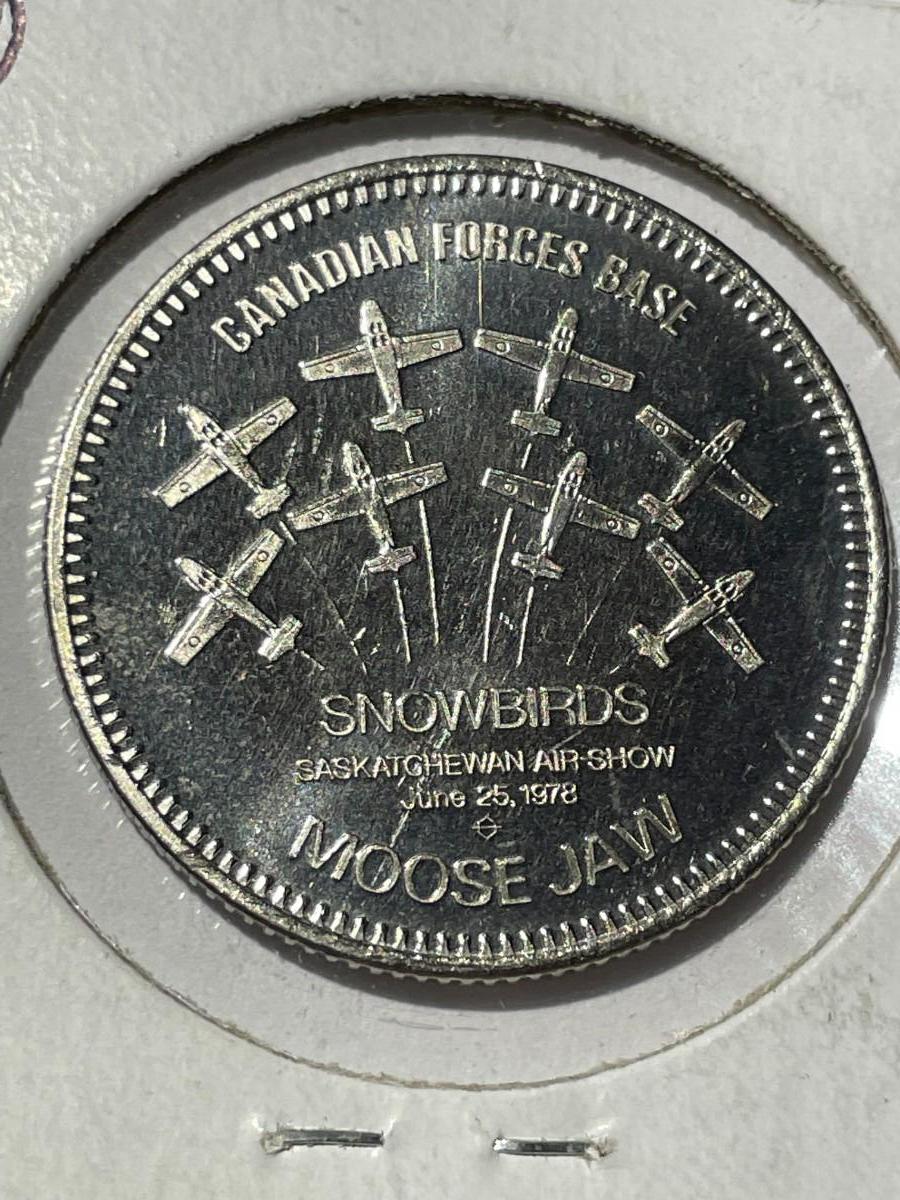 CANADIAN FORCES BASE
SNOWBIRDS
SASKATCHEWAN AIR-SHOW
June 25, 1978
MOOSE JAW